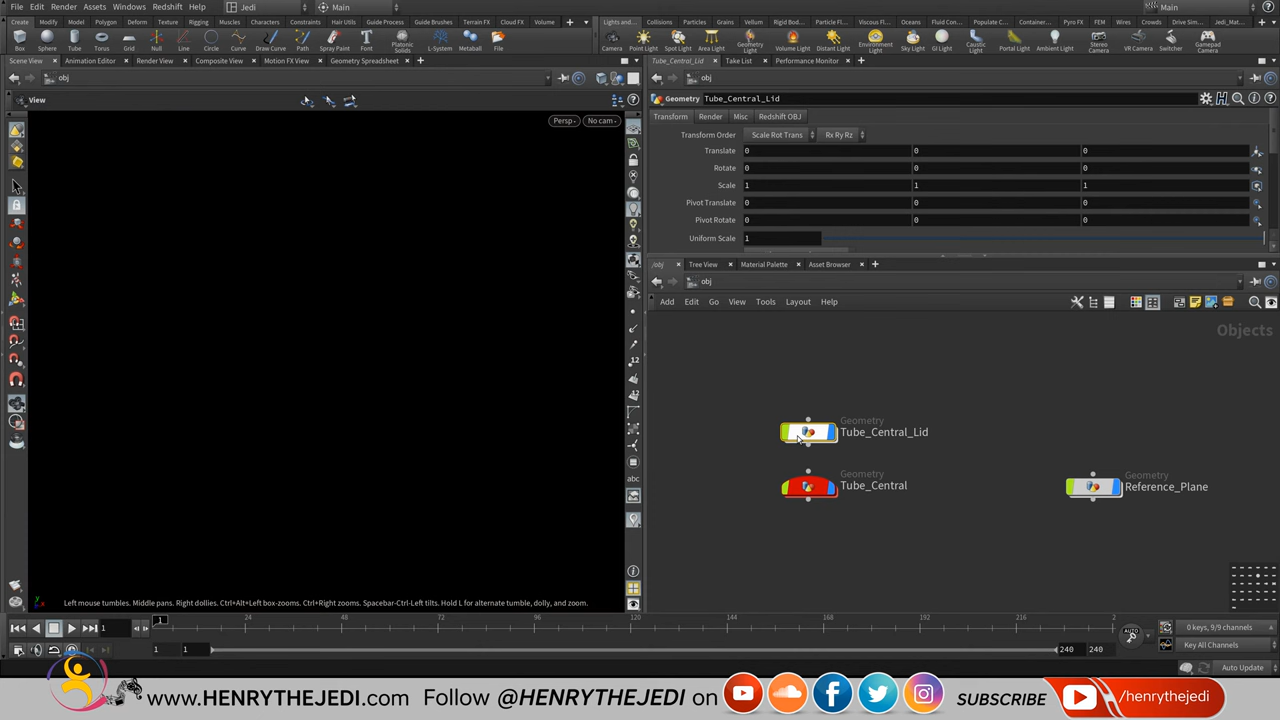 File Edit Render Assets Windows Redshift Help Jedi Main Main
Create Modify Model Polygon Deform Texture Rigging Muscles Characters Constraints Hair Utils Guide Process Guide Brushes Terrain FX Cloud FX Volume
Lights and... Collisions Particles Grains Vellum Rigid Bod... Particle Fl... Viscous Fl... Oceans Fluid Con... Populate C... Container... Pyro FX FEM Wires Crowds Drive Sim... Jedi_Mat...
Box Sphere Tube Torus Grid Null Line Circle Curve Draw Curve Path Spray Paint Font Platonic Solids L-System Metaball File
Camera Point Light Spot Light Area Light Geometry Light Volume Light Distant Light Environment Light Sky Light GI Light Caustic Light Portal Light Ambient Light Stereo Camera VR Camera Switcher Gamepad Camera
Scene View Animation Editor Render View Composite View Motion FX View Geometry Spreadsheet
Tube_Central_Lid Take List Performance Monitor
obj
obj
View
Persp No cam
Geometry Tube_Central_Lid
Transform Render Misc Redshift OBJ
Transform Order Scale Rot Trans Rx Ry Rz
Translate 0 0 0
Rotate 0 0 0
Scale 1 1 1
Pivot Translate 0 0 0
Pivot Rotate 0 0 0
Uniform Scale 1
/obj Tree View Material Palette Asset Browser
obj
Add Edit Go View Tools Layout Help
Objects
Geometry
Tube_Central_Lid
Geometry
Tube_Central
Geometry
Reference_Plane
12
12
abc
Left mouse tumbles. Middle pans. Right dollies. Ctrl+Alt+Left box-zooms. Ctrl+Right zooms. Spacebar-Ctrl-Left tilts. Hold L for alternate tumble, dolly, and zoom.
1 1 24 48 72 96 120 144 168 192 216 2
AUTO
0 keys, 9/9 channels
Key All Channels
1 1 240 240
Auto Update
www.HENRYTHEJEDI.com Follow @HENRYTHEJEDI on SUBSCRIBE /henrythejedi